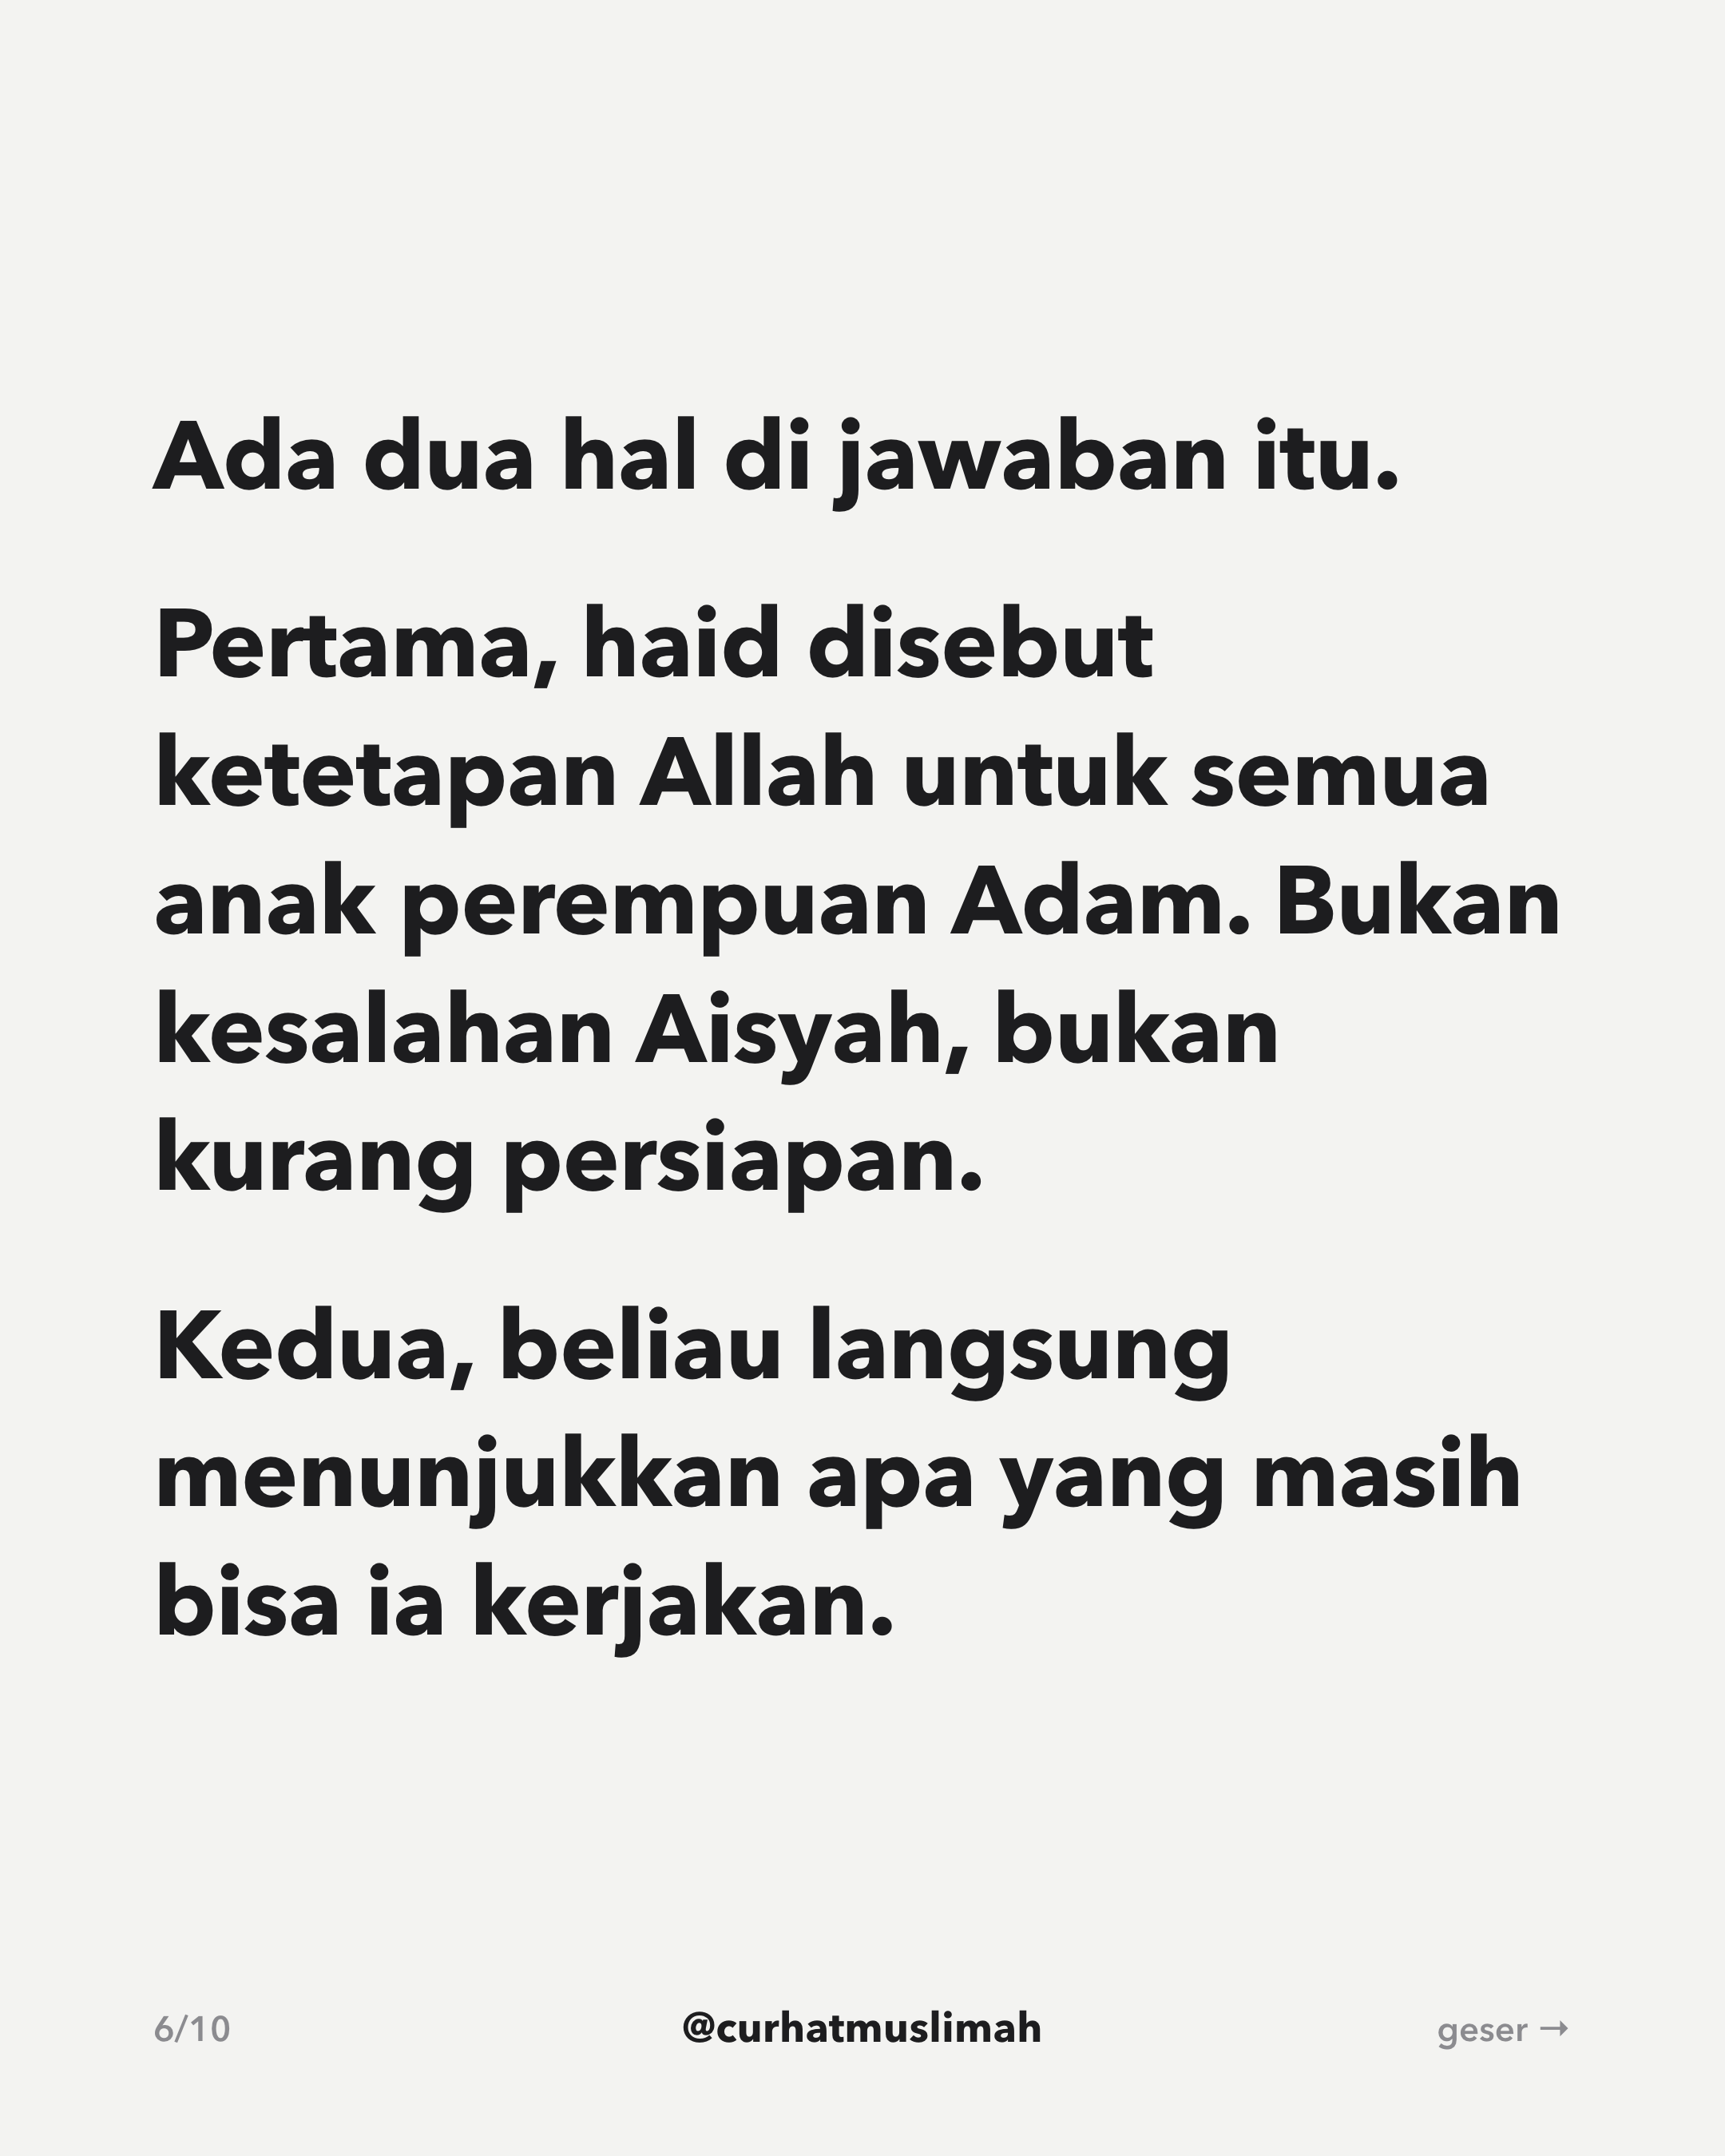 Ada dua hal di jawaban itu.
Pertama, haid disebut
ketetapan Allah untuk semua
anak perempuan Adam. Bukan
kesalahan Aisyah, bukan
kurang persiapan.
Kedua, beliau langsung
menunjukkan apa yang masih
bisa ia kerjakan.
6/10
@curhatmuslimah
geser →